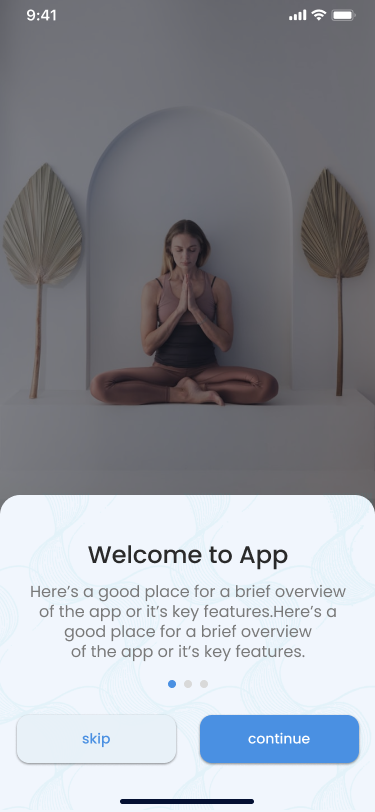 9:41
Welcome to App
Here’s a good place for a brief overview
of the app or it’s key features.Here’s a
good place for a brief overview
of the app or it’s key features.
skip
continue